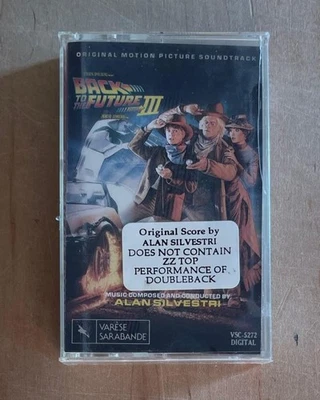 ORIGINAL MOTION PICTURE SOUNDTRACK
BACK
TO THE
FUTURE III
Original Score by
ALAN SILVESTRI
DOES NOT CONTAIN
ZZ TOP
PERFORMANCE OF
DOUBLEBACK
MUSIC COMPOSED AND CONDUCTED BY
ALAN SILVESTRI
VARÈSE
SARABANDE
VSC-5272
DIGITAL